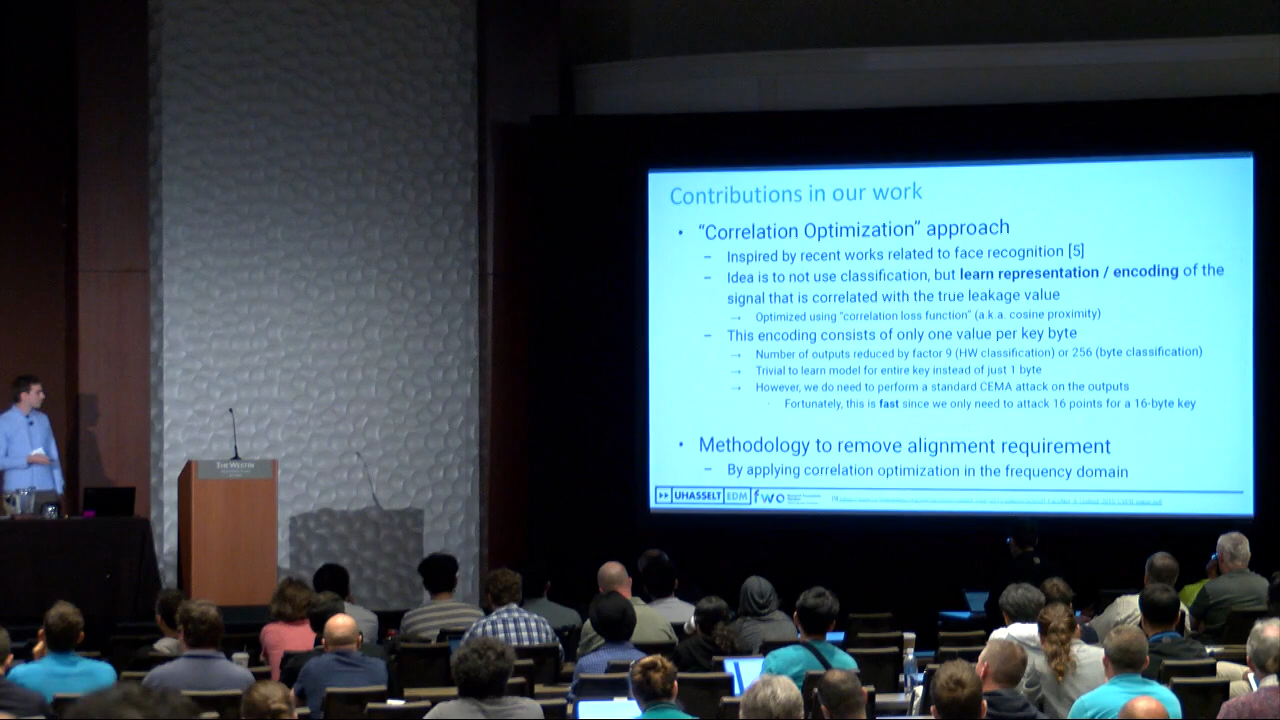 Contributions in our work
• “Correlation Optimization” approach
– Inspired by recent works related to face recognition [5]
– Idea is to not use classification, but learn representation / encoding of the
signal that is correlated with the true leakage value
→ Optimized using “correlation loss function” (a.k.a. cosine proximity)
– This encoding consists of only one value per key byte
→ Number of outputs reduced by factor 9 (HW classification) or 256 (byte classification)
→ Trivial to learn model for entire key instead of just 1 byte
→ However, we do need to perform a standard CEMA attack on the outputs
· Fortunately, this is fast since we only need to attack 16 points for a 16-byte key
• Methodology to remove alignment requirement
– By applying correlation optimization in the frequency domain
UHASSELT EDM fwo
THE WESTIN